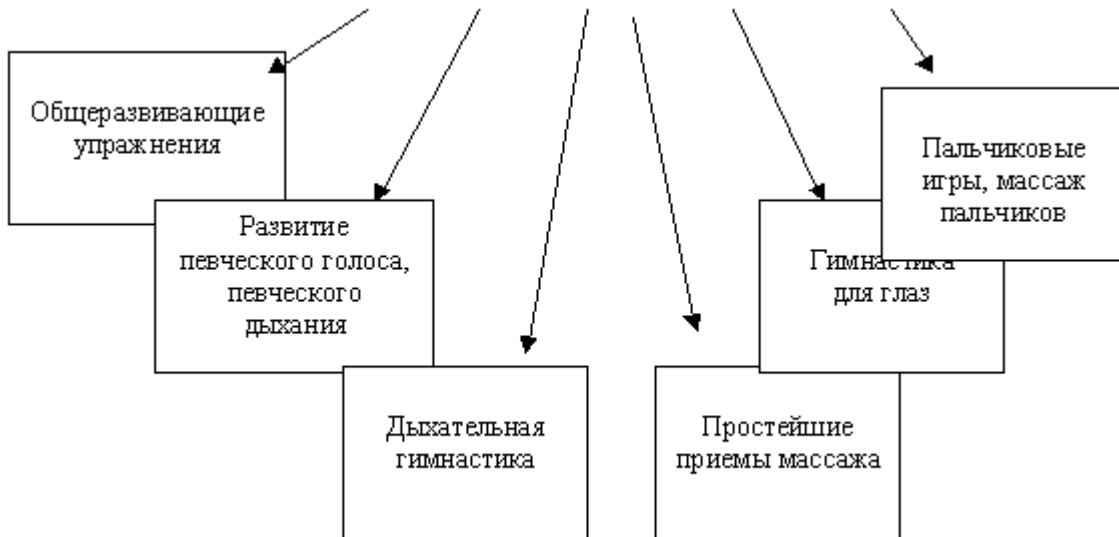 Общеразвивающие
упражнения
Развитие
певческого голоса,
певческого
дыхания
Дыхательная
гимнастика
Простейшие
приемы массажа
Гимнастика
для глаз
Пальчиковые
игры, массаж
пальчиков